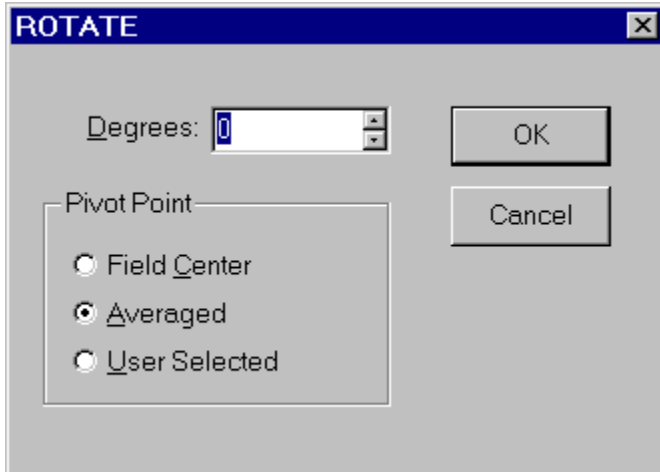 ROTATE
Degrees: 0
OK
Cancel
Pivot Point
Field Center
Averaged
User Selected